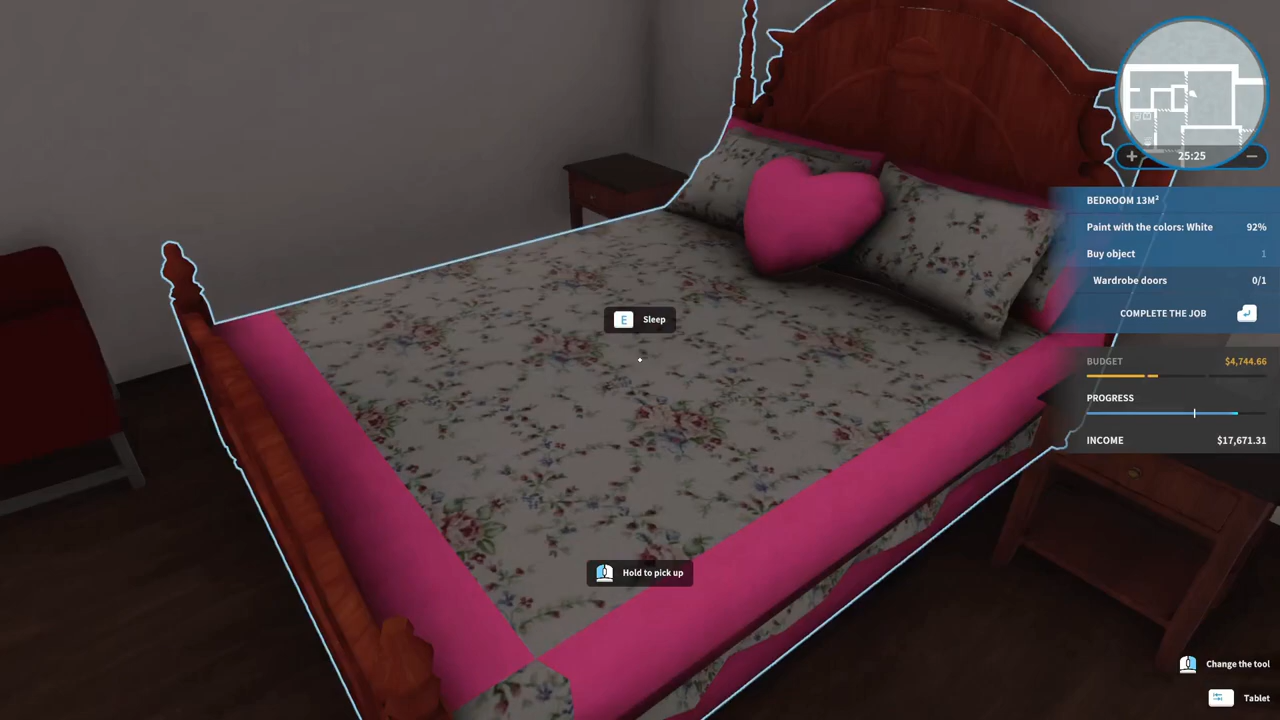 25:25
BEDROOM 13M²
Paint with the colors: White 92%
Buy object 1
Wardrobe doors 0/1
COMPLETE THE JOB
E Sleep
BUDGET $4,744.66
PROGRESS
INCOME $17,671.31
Hold to pick up
Change the tool
Tablet